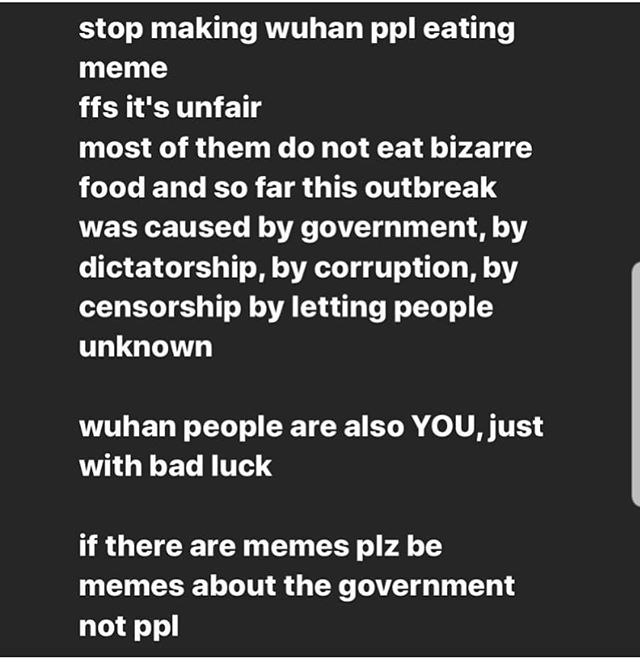 stop making wuhan ppl eating
meme
ffs it's unfair
most of them do not eat bizarre
food and so far this outbreak
was caused by government, by
dictatorship, by corruption, by
censorship by letting people
unknown
wuhan people are also YOU, just
with bad luck
if there are memes plz be
memes about the government
not ppl